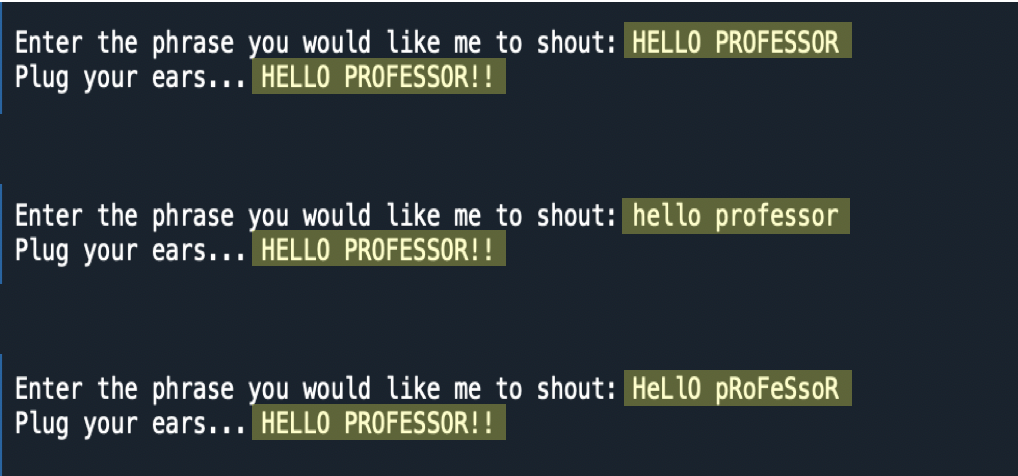 Enter the phrase you would like me to shout: HELLO PROFESSOR
Plug your ears... HELLO PROFESSOR!!
Enter the phrase you would like me to shout: hello professor
Plug your ears... HELLO PROFESSOR!!
Enter the phrase you would like me to shout: HeLlO pRoFeSsoR
Plug your ears... HELLO PROFESSOR!!